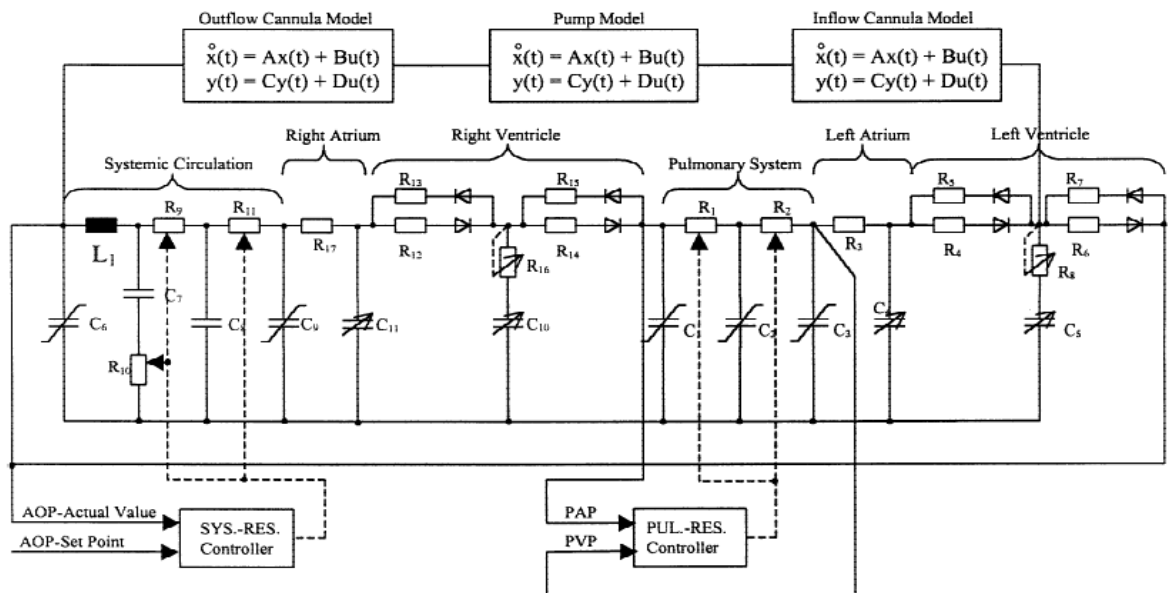 Outflow Cannula Model
Pump Model
Inflow Cannula Model
x̊(t) = Ax(t) + Bu(t)
y(t) = Cy(t) + Du(t)
x̊(t) = Ax(t) + Bu(t)
y(t) = Cy(t) + Du(t)
x̊(t) = Ax(t) + Bu(t)
y(t) = Cy(t) + Du(t)
Systemic Circulation
Right Atrium
Right Ventricle
Pulmonary System
Left Atrium
Left Ventricle
R13
R15
R5
R7
R9
R11
R1
R2
L1
R17
R12
R14
R3
R4
R6
R16
R8
C7
C6
C9
C11
C10
C
C2
C3
C5
R10
AOP-Actual Value
AOP-Set Point
SYS.-RES.
Controller
PAP
PVP
PUL.-RES.
Controller